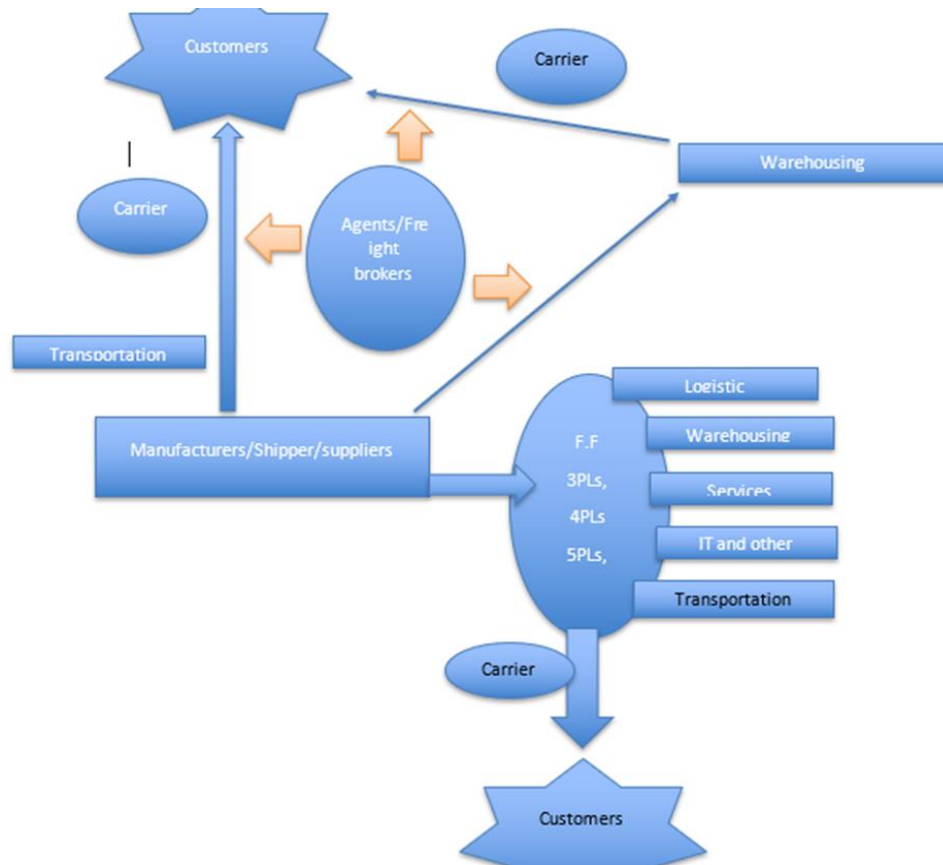 Customers
Carrier
Warehousing
Carrier
Agents/Fre
ight
brokers
Transportation
Manufacturers/Shipper/suppliers
Logistic
F.F
Warehousing
3PLs,
Services
4PLs
IT and other
5PLs,
Transportation
Carrier
Customers